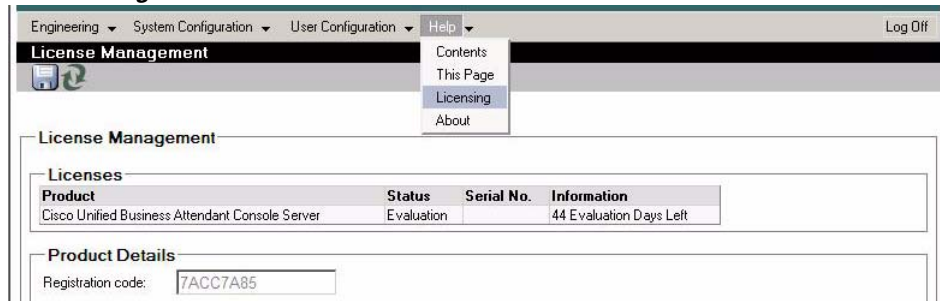 Engineering System Configuration User Configuration Help Log Off
License Management
Contents
This Page
Licensing
About
License Management
Licenses
Product Status Serial No. Information
Cisco Unified Business Attendant Console Server Evaluation 44 Evaluation Days Left
Product Details
Registration code: 7ACC7A85